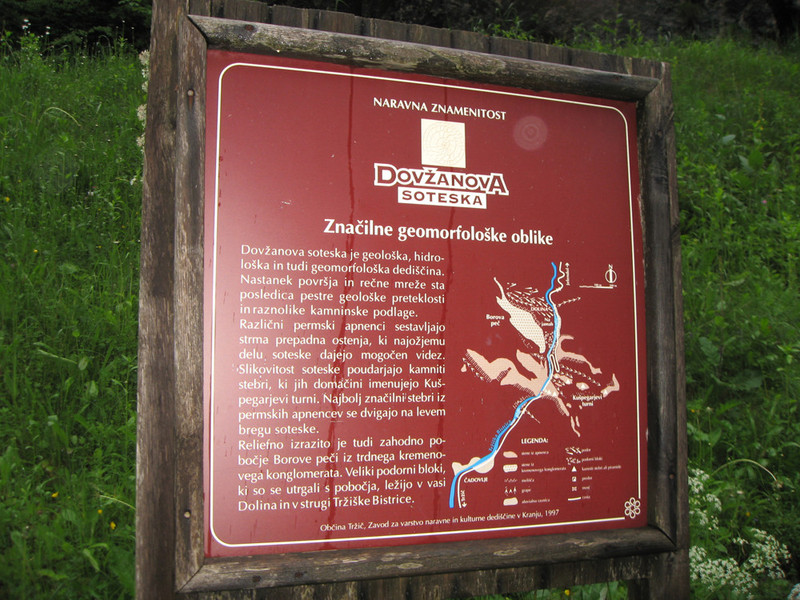 NARAVNA ZNAMENITOST
DOVŽANOVA
SOTESKA
Značilne geomorfološke oblike
Dovžanova soteska je geološka, hidro-
loška in tudi geomorfološka dediščina.
Nastanek površja in rečne mreže sta
posledica pestre geološke preteklosti
in raznolike kamninske podlage.
Različni permski apnenci sestavljajo
strma prepadna ostenja, ki najožjemu
delu soteske dajejo mogočen videz.
Slikovitost soteske poudarjajo kamniti
stebri, ki jih domačini imenujejo Kuš-
pegarjevi turni. Najbolj značilni stebri iz
permskih apnencev se dvigajo na levem
bregu soteske.
Reliefno izrazito je tudi zahodno po-
bočje Borove peči iz trdnega kremeno-
vega konglomerata. Veliki podorni bloki,
ki so se utrgali s pobočja, ležijo v vasi
Dolina in v strugi Tržiške Bistrice.
DOLINA
Borova
peč
Kušpegarjevi
turni
ČADOVLJE
LEGENDA:
Občina Tržič, Zavod za varstvo naravne in kulturne dediščine v Kranju, 1997